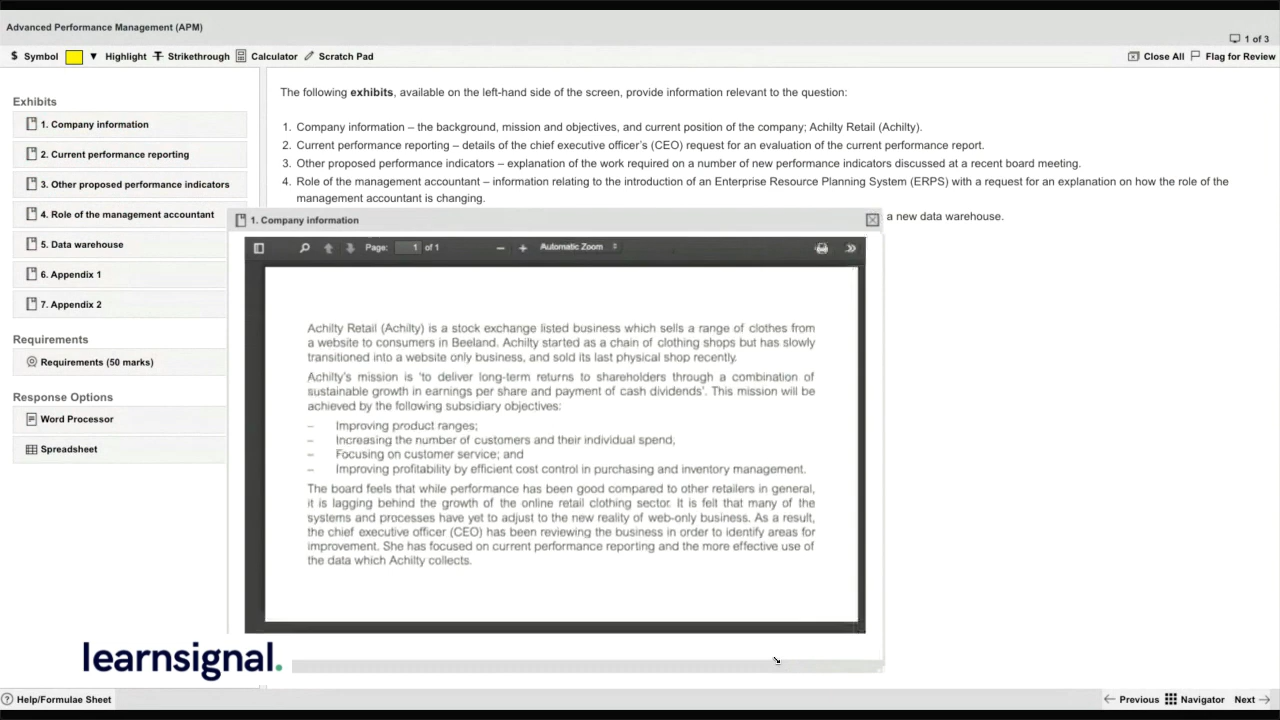 Advanced Performance Management (APM)
1 of 3
$ Symbol Highlight Strikethrough Calculator Scratch Pad
Close All Flag for Review
Exhibits
1. Company information
2. Current performance reporting
3. Other proposed performance indicators
4. Role of the management accountant
5. Data warehouse
6. Appendix 1
7. Appendix 2
Requirements
Requirements (50 marks)
Response Options
Word Processor
Spreadsheet
The following exhibits, available on the left-hand side of the screen, provide information relevant to the question:
1. Company information – the background, mission and objectives, and current position of the company; Achilty Retail (Achilty).
2. Current performance reporting – details of the chief executive officer's (CEO) request for an evaluation of the current performance report.
3. Other proposed performance indicators – explanation of the work required on a number of new performance indicators discussed at a recent board meeting.
4. Role of the management accountant – information relating to the introduction of an Enterprise Resource Planning System (ERPS) with a request for an explanation on how the role of the
management accountant is changing.
a new data warehouse.
1. Company information
Page: 1 of 1 Automatic Zoom
Achilty Retail (Achilty) is a stock exchange listed business which sells a range of clothes from
a website to consumers in Beeland. Achilty started as a chain of clothing shops but has slowly
transitioned into a website only business, and sold its last physical shop recently.
Achilty's mission is 'to deliver long-term returns to shareholders through a combination of
sustainable growth in earnings per share and payment of cash dividends'. This mission will be
achieved by the following subsidiary objectives:
– Improving product ranges;
– Increasing the number of customers and their individual spend,
– Focusing on customer service; and
– Improving profitability by efficient cost control in purchasing and inventory management.
The board feels that while performance has been good compared to other retailers in general,
it is lagging behind the growth of the online retail clothing sector. It is felt that many of the
systems and processes have yet to adjust to the new reality of web-only business. As a result,
the chief executive officer (CEO) has been reviewing the business in order to identify areas for
improvement. She has focused on current performance reporting and the more effective use of
the data which Achilty collects.
learnsignal.
Help/Formulae Sheet
Previous Navigator Next